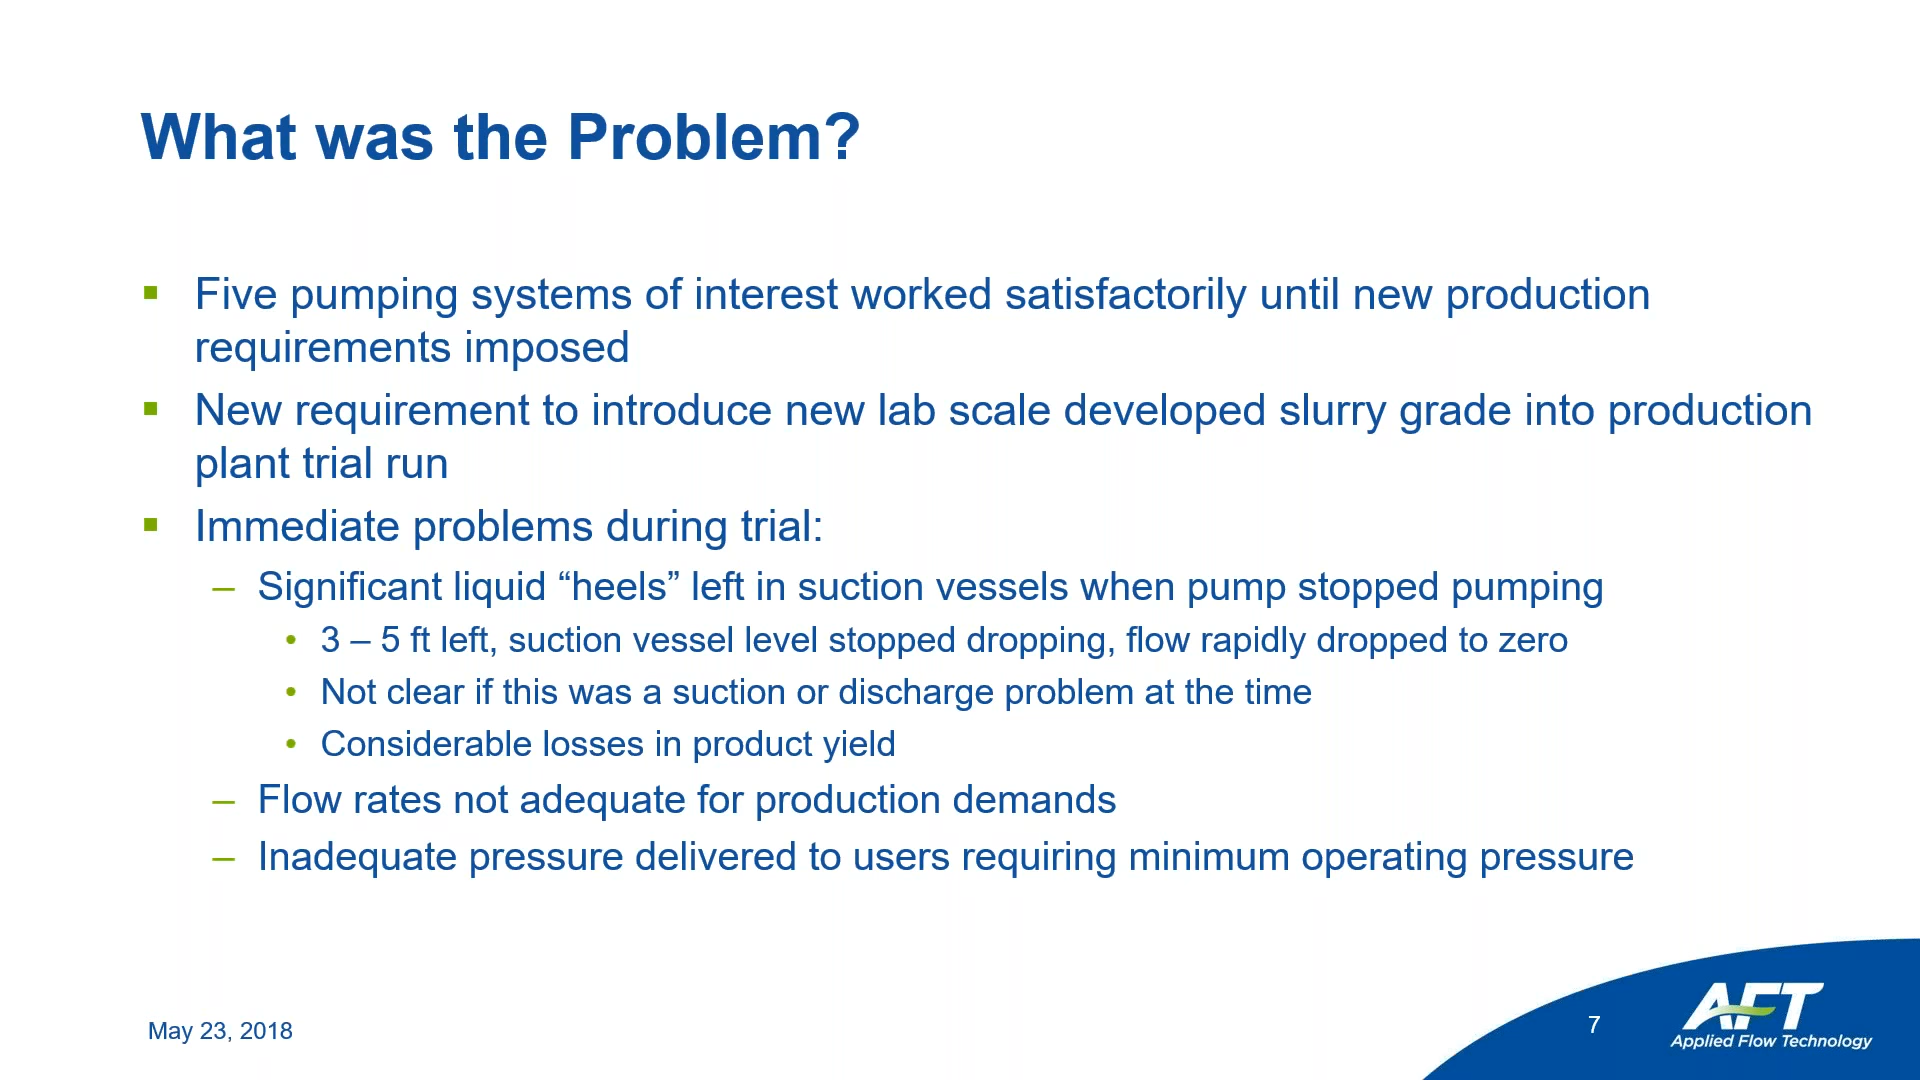 What was the Problem?
▪ Five pumping systems of interest worked satisfactorily until new production
requirements imposed
▪ New requirement to introduce new lab scale developed slurry grade into production
plant trial run
▪ Immediate problems during trial:
– Significant liquid “heels” left in suction vessels when pump stopped pumping
• 3 – 5 ft left, suction vessel level stopped dropping, flow rapidly dropped to zero
• Not clear if this was a suction or discharge problem at the time
• Considerable losses in product yield
– Flow rates not adequate for production demands
– Inadequate pressure delivered to users requiring minimum operating pressure
May 23, 2018
7
AFT
Applied Flow Technology